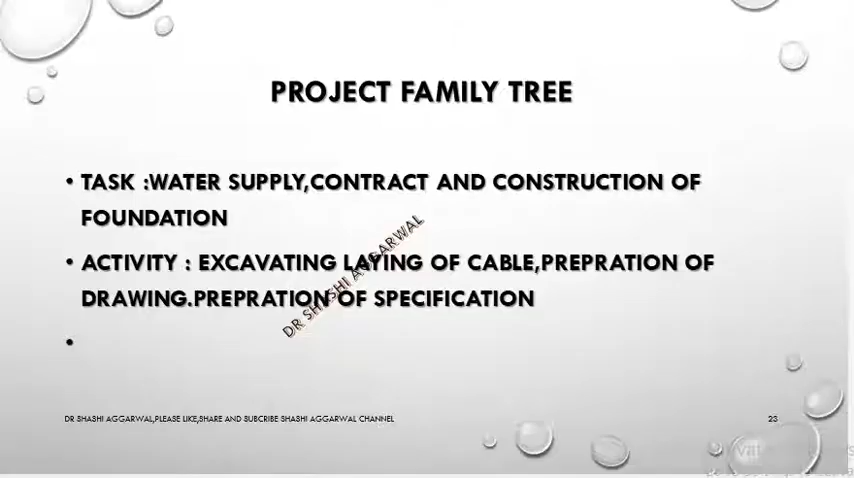 PROJECT FAMILY TREE
• TASK :WATER SUPPLY,CONTRACT AND CONSTRUCTION OF
FOUNDATION
• ACTIVITY : EXCAVATING LAYING OF CABLE,PREPRATION OF
DRAWING.PREPRATION OF SPECIFICATION
•
DR SHASHI AGGARWAL
DR SHASHI AGGARWAL,PLEASE LIKE,SHARE AND SUBCRIBE SHASHI AGGARWAL CHANNEL
23